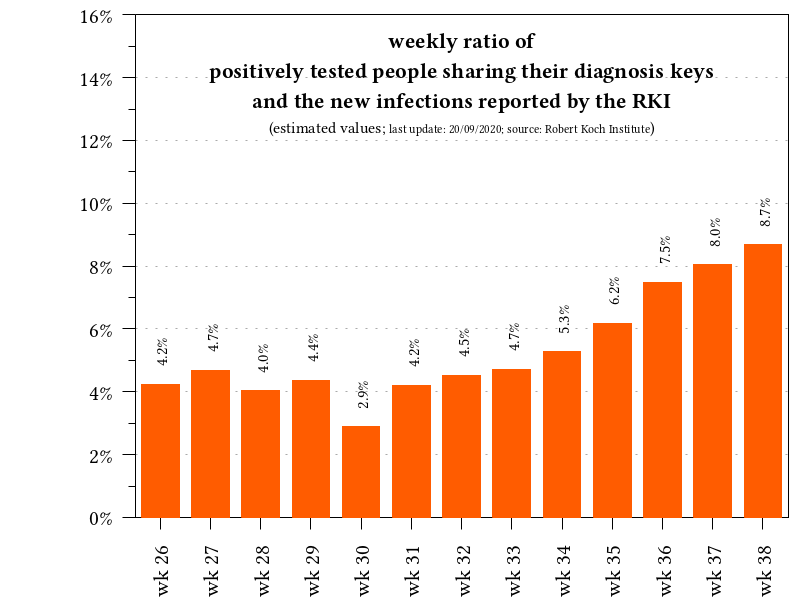 weekly ratio of
positively tested people sharing their diagnosis keys
and the new infections reported by the RKI
(estimated values; last update: 20/09/2020; source: Robert Koch Institute)
16%
14%
12%
10%
8%
6%
4%
2%
0%
4.2%
4.7%
4.0%
4.4%
2.9%
4.2%
4.5%
4.7%
5.3%
6.2%
7.5%
8.0%
8.7%
wk 26
wk 27
wk 28
wk 29
wk 30
wk 31
wk 32
wk 33
wk 34
wk 35
wk 36
wk 37
wk 38